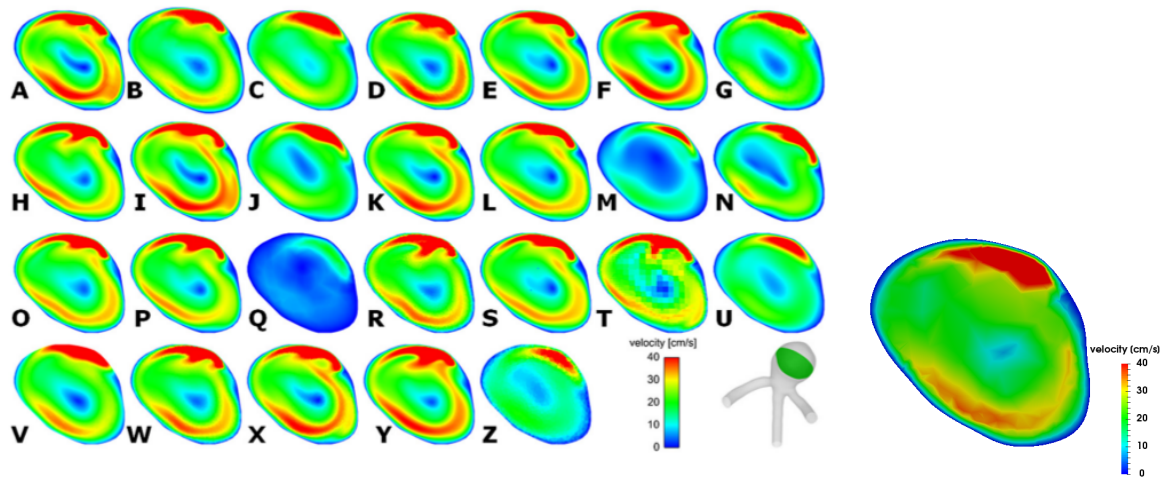 A B C D E F G
H I J K L M N
O P Q R S T U
velocity [cm/s]
40
30
20
10
0
V W X Y Z
velocity (cm/s)
40
30
20
10
0